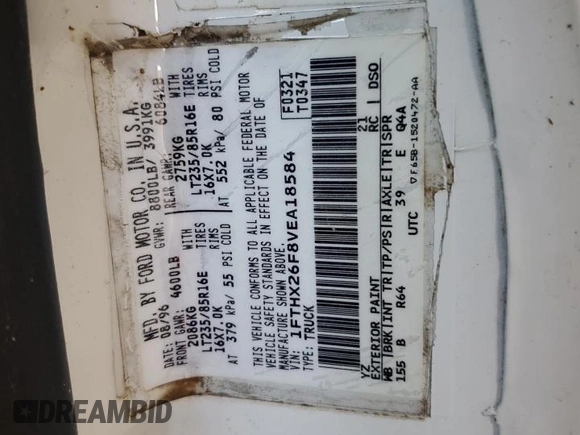 MFD. BY FORD MOTOR CO. IN U.S.A.
DATE: 08/96 GVWR: 8800LB/ 3991KG
FRONT GAWR: 4600LB REAR GAWR: 6084LB
2086KG WITH 2759KG WITH
LT235/85R16E TIRES LT235/85R16E TIRES
16X7.0K RIMS 16X7.0K RIMS
AT 379 kPa/ 55 PSI COLD AT 552 kPa/ 80 PSI COLD
THIS VEHICLE CONFORMS TO ALL APPLICABLE FEDERAL MOTOR
VEHICLE SAFETY STANDARDS IN EFFECT ON THE DATE OF
MANUFACTURE SHOWN ABOVE.
VIN: 1FTHX26F8VEA18584 F0321
TYPE: TRUCK T0347
YZ 21
EXTERIOR PAINT RC DSO
WB BRK INT TR TP/PS R AXLE TR SPR
155 B R64 39 E Q4A
UTC ▽F65B-1520472-AA
DREAMBID